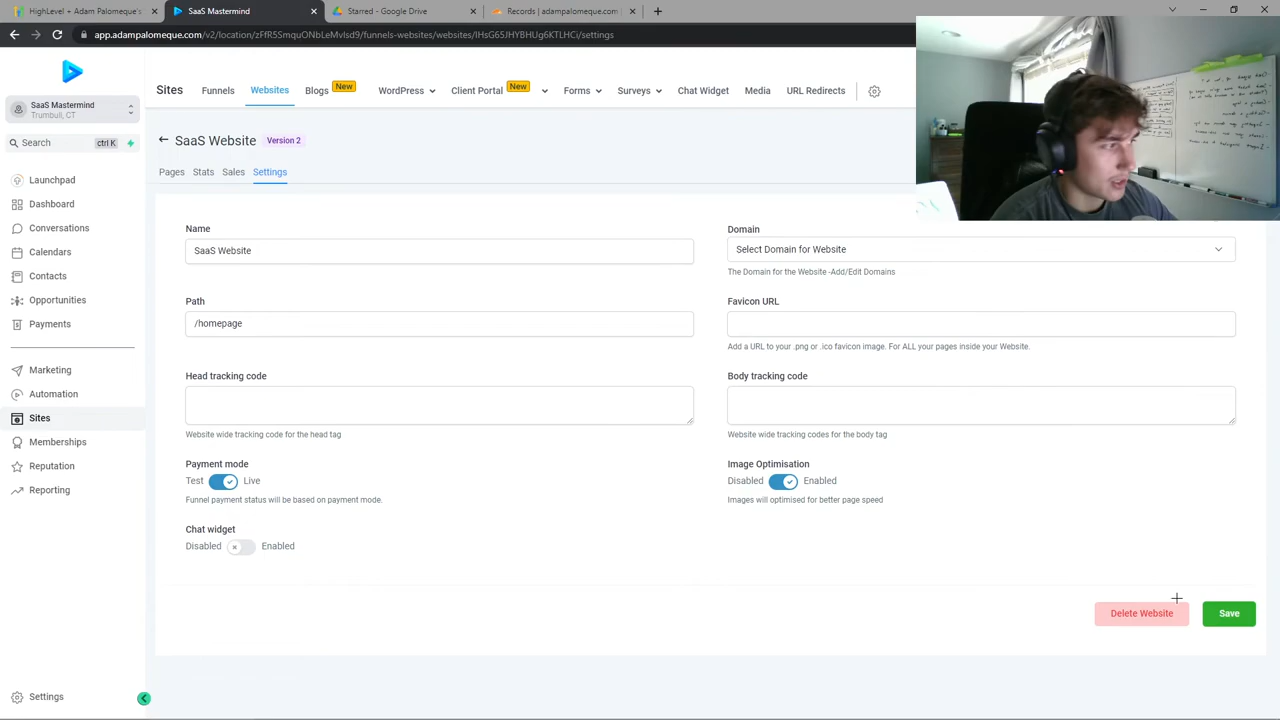 HighLevel + Adam Palomeque's
SaaS Mastermind
Starred - Google Drive
Records | adampalomeque.com |
app.adampalomeque.com/v2/location/zFfR5SmquONbLeMvlsd9/funnels-websites/websites/IHsG65JHYBHUg6KTLHCi/settings
SaaS Mastermind
Trumbull, CT
Search
ctrl K
Launchpad
Dashboard
Conversations
Calendars
Contacts
Opportunities
Payments
Marketing
Automation
Sites
Memberships
Reputation
Reporting
Settings
Sites Funnels Websites Blogs New WordPress Client Portal New Forms Surveys Chat Widget Media URL Redirects
SaaS Website Version 2
Pages Stats Sales Settings
Name
SaaS Website
Domain
Select Domain for Website
The Domain for the Website -Add/Edit Domains
Path
/homepage
Favicon URL
Add a URL to your .png or .ico favicon image. For ALL your pages inside your Website.
Head tracking code
Website wide tracking code for the head tag
Body tracking code
Website wide tracking codes for the body tag
Payment mode
Test Live
Funnel payment status will be based on payment mode.
Image Optimisation
Disabled Enabled
Images will optimised for better page speed
Chat widget
Disabled Enabled
Delete Website
Save